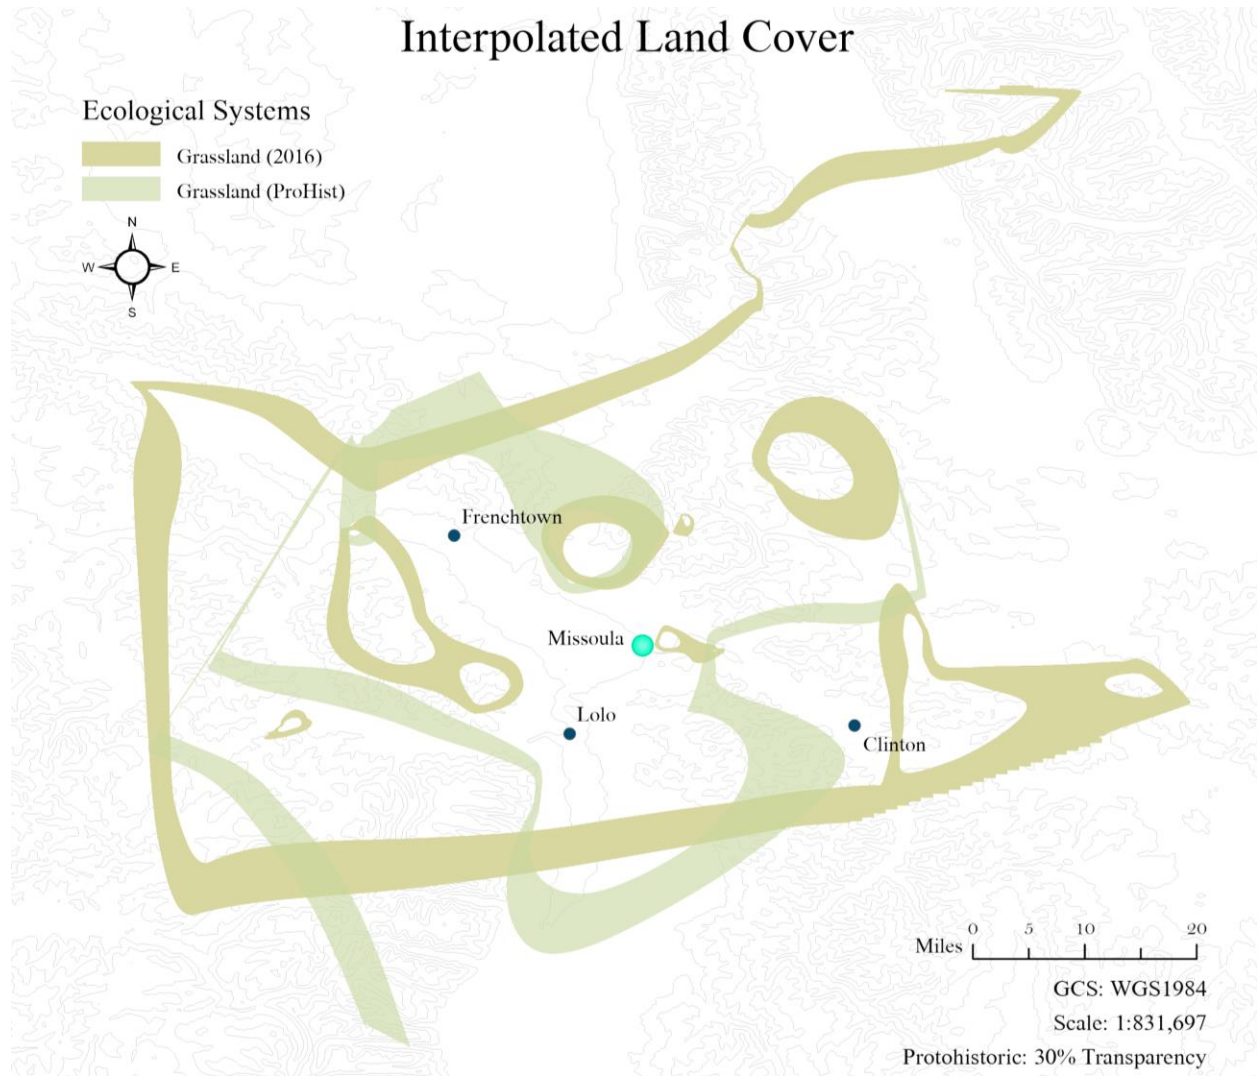 Interpolated Land Cover
Ecological Systems
Grassland (2016)
Grassland (ProHist)
N
W E
S
Frenchtown
Missoula
Lolo
Clinton
0 5 10 20
Miles
GCS: WGS1984
Scale: 1:831,697
Protohistoric: 30% Transparency